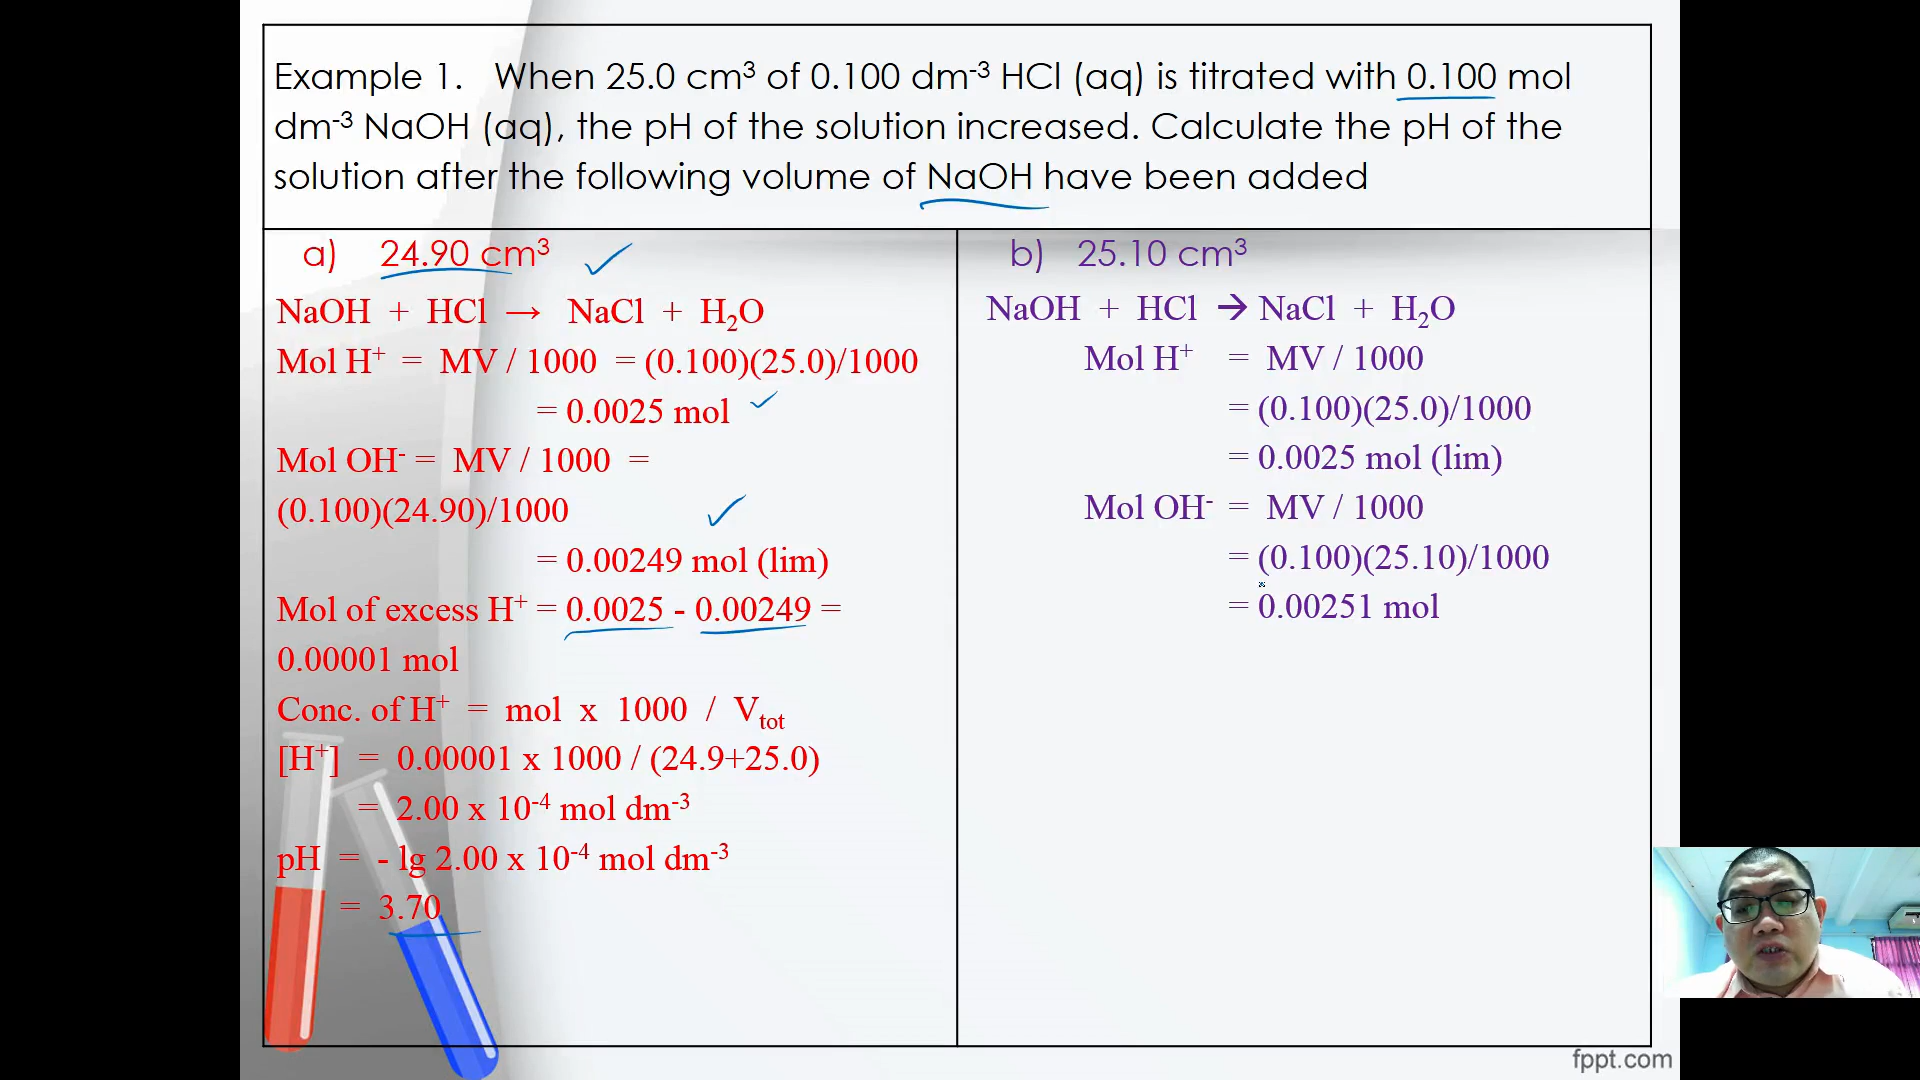 Example 1. When 25.0 cm³ of 0.100 dm⁻³ HCl (aq) is titrated with 0.100 mol
dm⁻³ NaOH (aq), the pH of the solution increased. Calculate the pH of the
solution after the following volume of NaOH have been added
a) 24.90 cm³
NaOH + HCl → NaCl + H₂O
Mol H⁺ = MV / 1000 = (0.100)(25.0)/1000
= 0.0025 mol
Mol OH⁻ = MV / 1000 =
(0.100)(24.90)/1000
= 0.00249 mol (lim)
Mol of excess H⁺ = 0.0025 - 0.00249 =
0.00001 mol
Conc. of H⁺ = mol x 1000 / Vₜₒₜ
[H⁺] = 0.00001 x 1000 / (24.9+25.0)
= 2.00 x 10⁻⁴ mol dm⁻³
pH = - lg 2.00 x 10⁻⁴ mol dm⁻³
= 3.70
b) 25.10 cm³
NaOH + HCl → NaCl + H₂O
Mol H⁺ = MV / 1000
= (0.100)(25.0)/1000
= 0.0025 mol (lim)
Mol OH⁻ = MV / 1000
= (0.100)(25.10)/1000
= 0.00251 mol
fppt.com